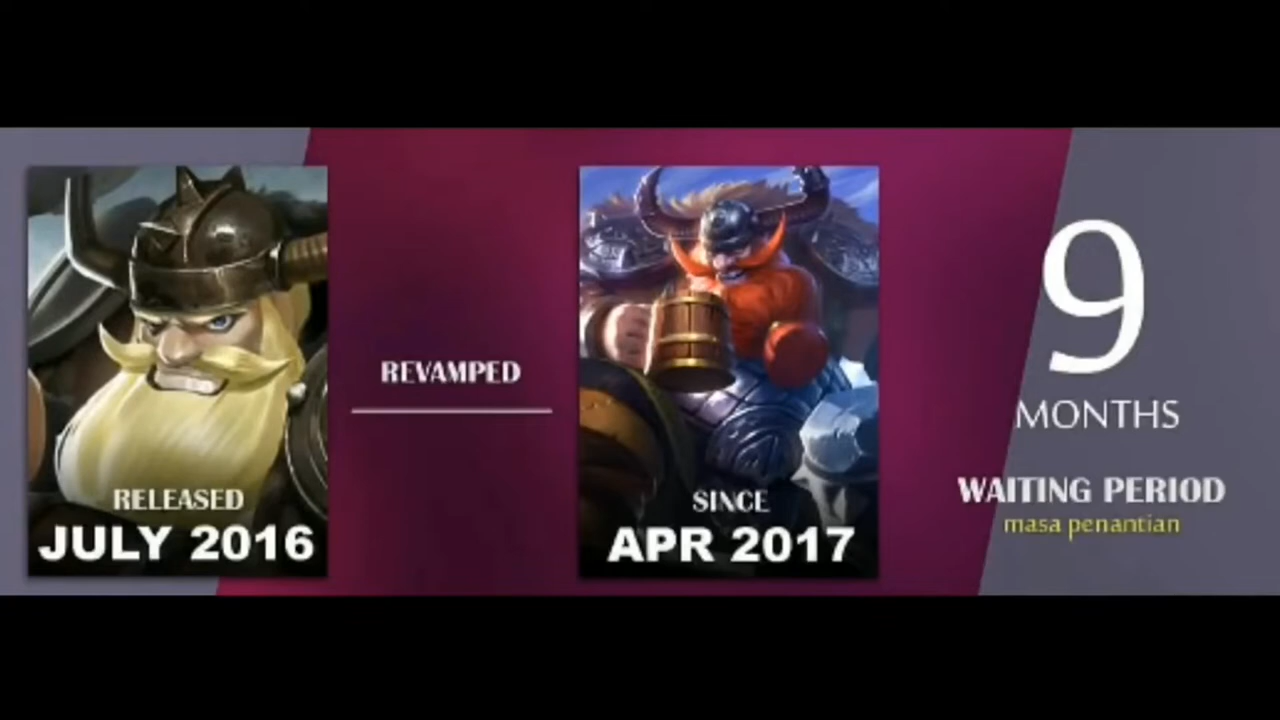 RELEASED
JULY 2016
REVAMPED
SINCE
APR 2017
9
MONTHS
WAITING PERIOD
masa penantian